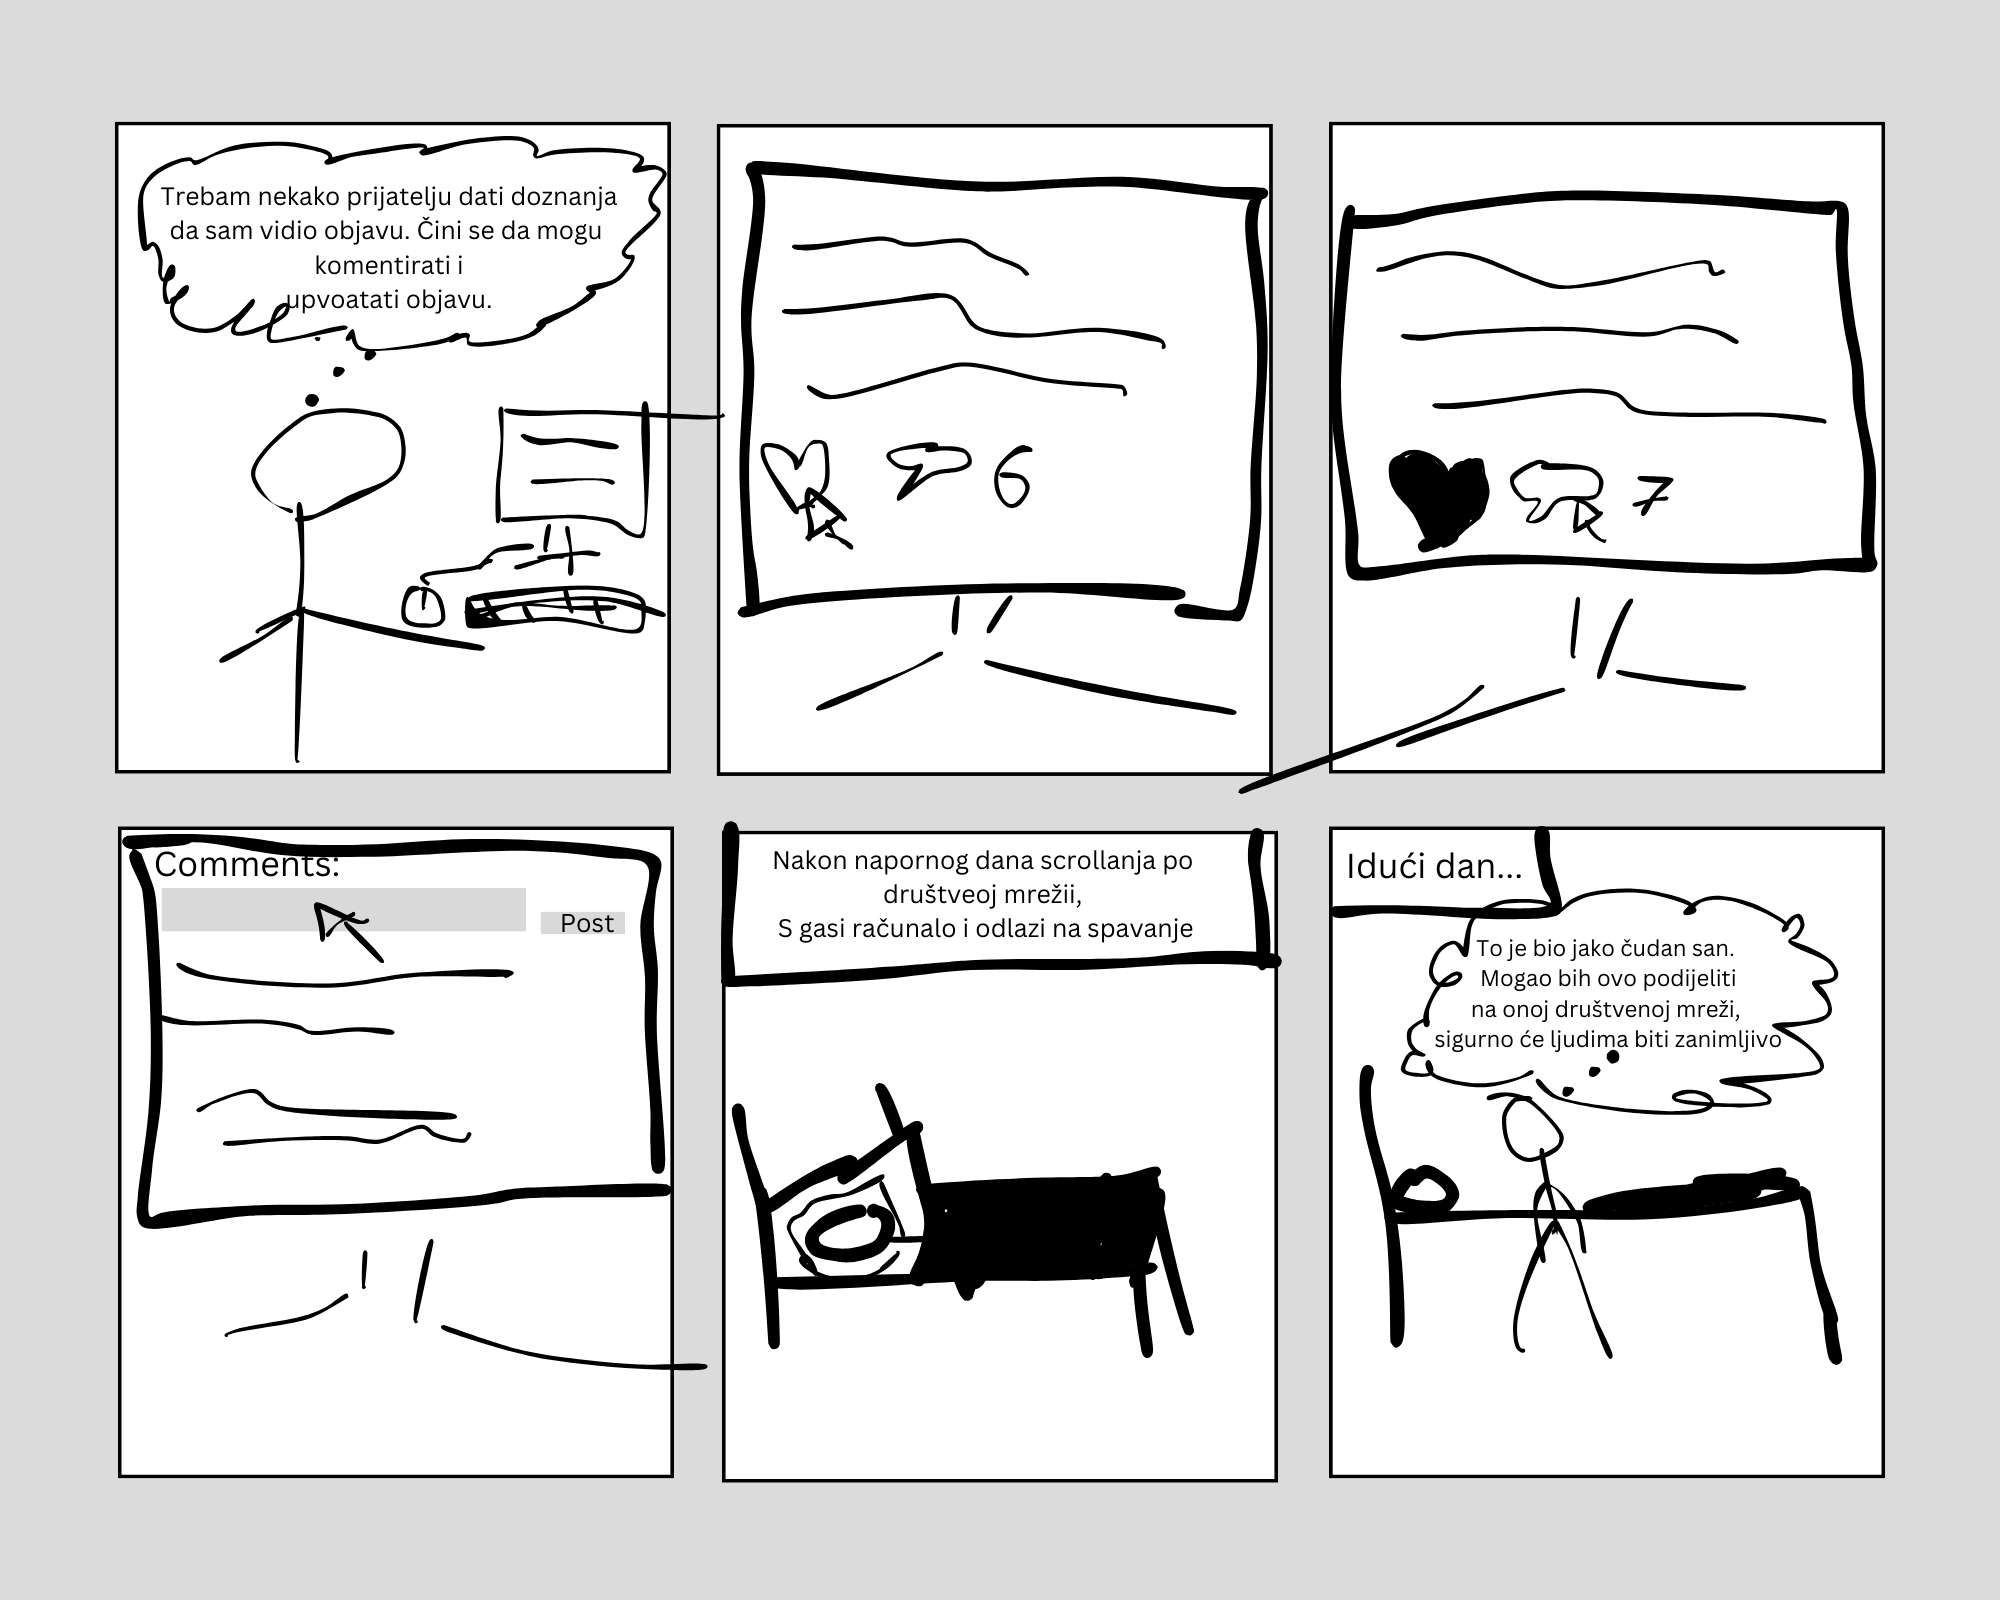 Trebam nekako prijatelju dati doznanja
da sam vidio objavu. Čini se da mogu
komentirati i
upvoatati objavu.
6
7
Comments:
Post
Nakon napornog dana scrollanja po
društveoj mrežii,
S gasi računalo i odlazi na spavanje
Idući dan...
To je bio jako čudan san.
Mogao bih ovo podijeliti
na onoj društvenoj mreži,
sigurno će ljudima biti zanimljivo